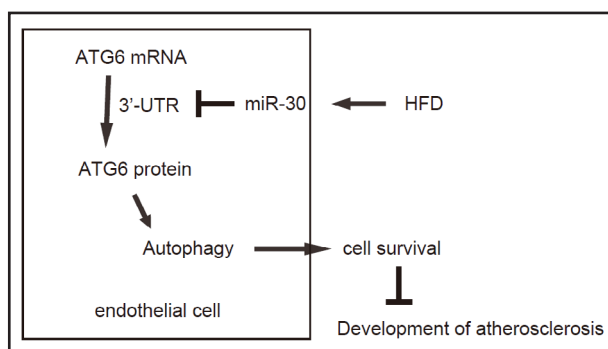 ATG6 mRNA
3'-UTR miR-30 HFD
ATG6 protein
Autophagy cell survival
endothelial cell
Development of atherosclerosis